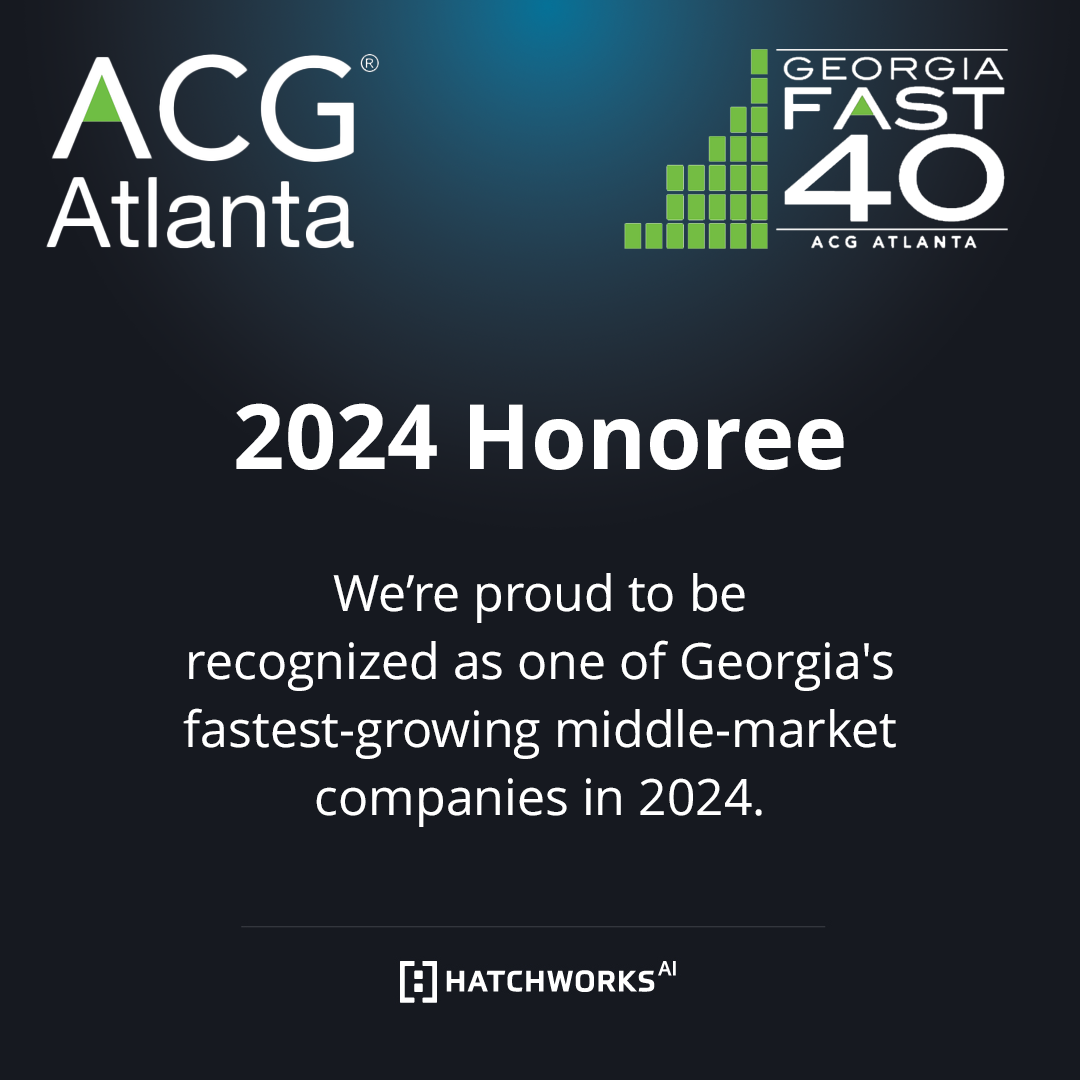 ACG®
Atlanta
GEORGIA
FAST
40
ACG ATLANTA
2024 Honoree
We’re proud to be
recognized as one of Georgia's
fastest-growing middle-market
companies in 2024.
HATCHWORKS AI